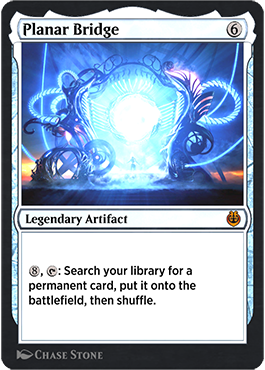 Planar Bridge 6
Legendary Artifact
8, T: Search your library for a
permanent card, put it onto the
battlefield, then shuffle.
CHASE STONE